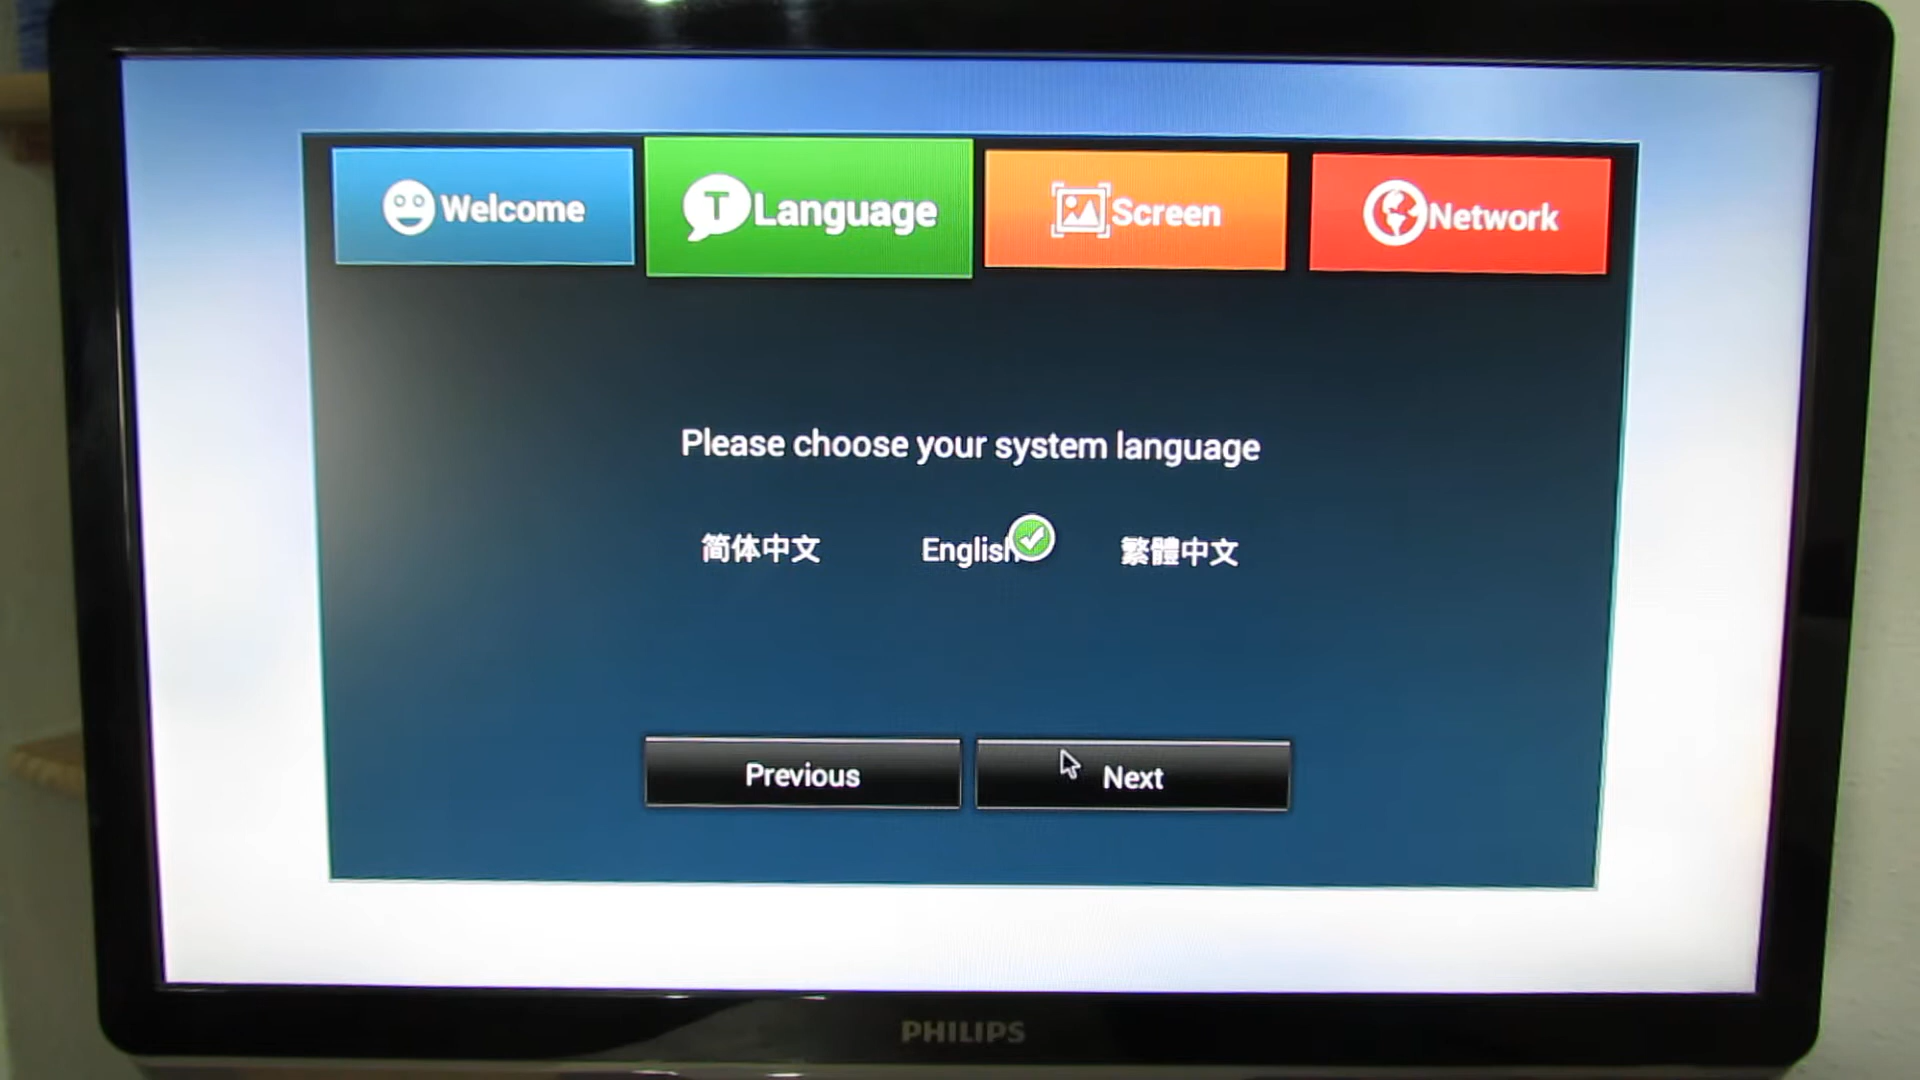 Welcome
T Language
Screen
Network
Please choose your system language
简体中文
English
繁體中文
Previous
Next
PHILIPS